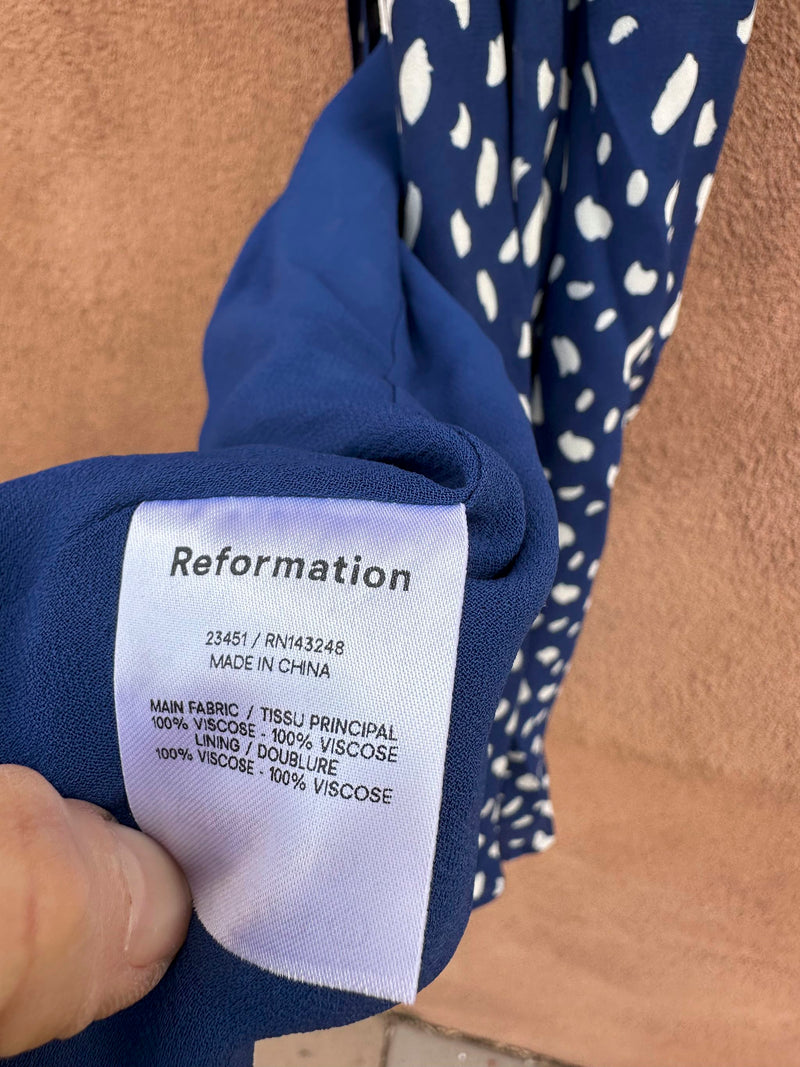 Reformation
23451 / RN143248
MADE IN CHINA
MAIN FABRIC / TISSU PRINCIPAL
100% VISCOSE - 100% VISCOSE
LINING / DOUBLURE
100% VISCOSE - 100% VISCOSE